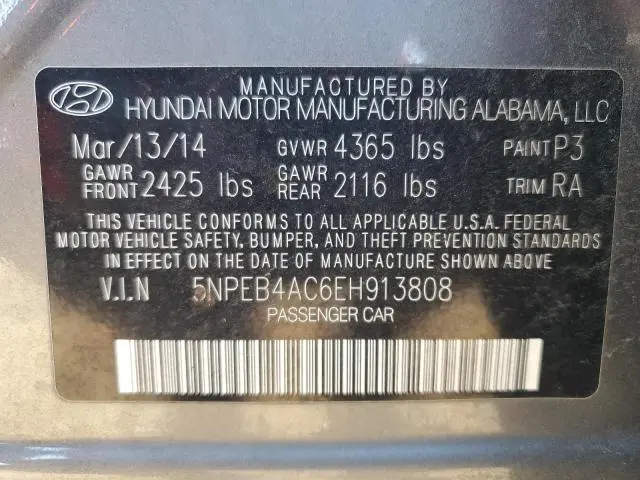 MANUFACTURED BY
HYUNDAI MOTOR MANUFACTURING ALABAMA, LLC
Mar/13/14 GVWR 4365 lbs PAINT P3
GAWR FRONT 2425 lbs GAWR REAR 2116 lbs TRIM RA
THIS VEHICLE CONFORMS TO ALL APPLICABLE U.S.A. FEDERAL
MOTOR VEHICLE SAFETY, BUMPER, AND THEFT PREVENTION STANDARDS
IN EFFECT ON THE DATE OF MANUFACTURE SHOWN ABOVE
V.I.N 5NPEB4AC6EH913808
PASSENGER CAR